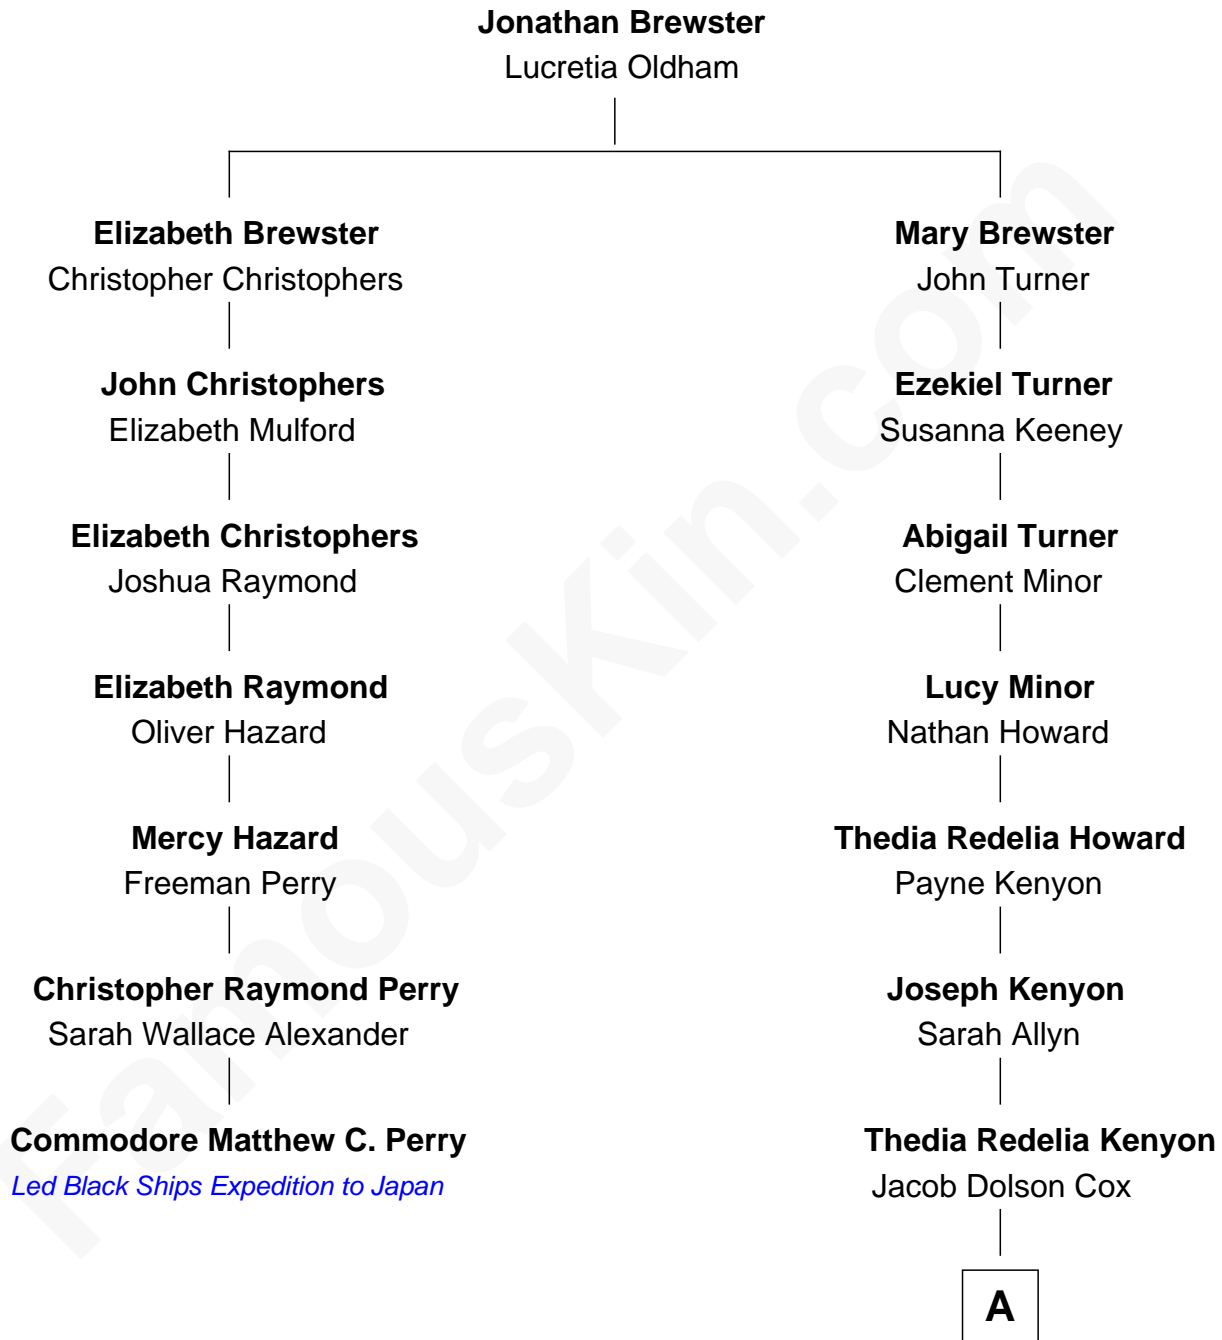 Jonathan Brewster
Lucretia Oldham
Elizabeth Brewster
Christopher Christophers
John Christophers
Elizabeth Mulford
Elizabeth Christophers
Joshua Raymond
Elizabeth Raymond
Oliver Hazard
Mercy Hazard
Freeman Perry
Christopher Raymond Perry
Sarah Wallace Alexander
Commodore Matthew C. Perry
Led Black Ships Expedition to Japan
Mary Brewster
John Turner
Ezekiel Turner
Susanna Keeney
Abigail Turner
Clement Minor
Lucy Minor
Nathan Howard
Thedia Redelia Howard
Payne Kenyon
Joseph Kenyon
Sarah Allyn
Thedia Redelia Kenyon
Jacob Dolson Cox
A
FamousKin.com